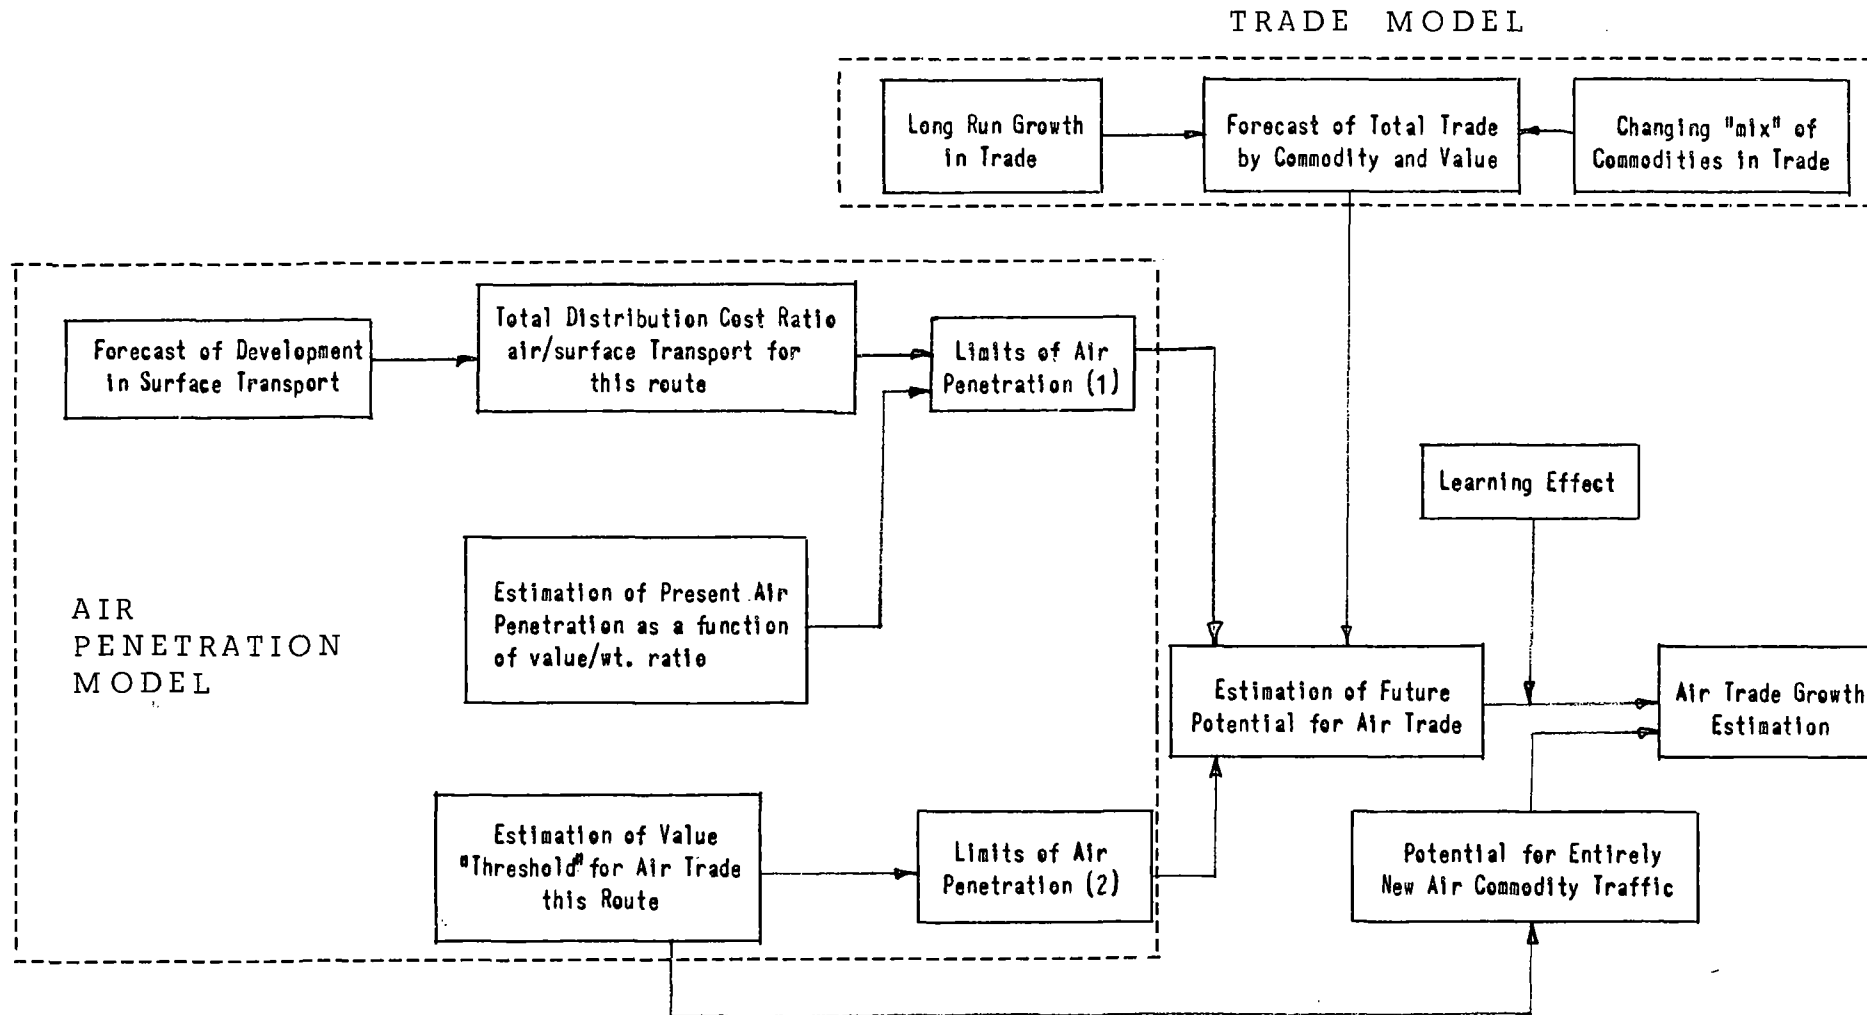 TRADE MODEL
Long Run Growth
in Trade
Forecast of Total Trade
by Commodity and Value
Changing "mix" of
Commodities in Trade
Forecast of Development
in Surface Transport
Total Distribution Cost Ratio
air/surface Transport for
this route
Limits of Air
Penetration (1)
Learning Effect
AIR
PENETRATION
MODEL
Estimation of Present Air
Penetration as a function
of value/wt. ratio
Estimation of Future
Potential for Air Trade
Air Trade Growth
Estimation
Estimation of Value
"Threshold" for Air Trade
this Route
Limits of Air
Penetration (2)
Potential for Entirely
New Air Commodity Traffic